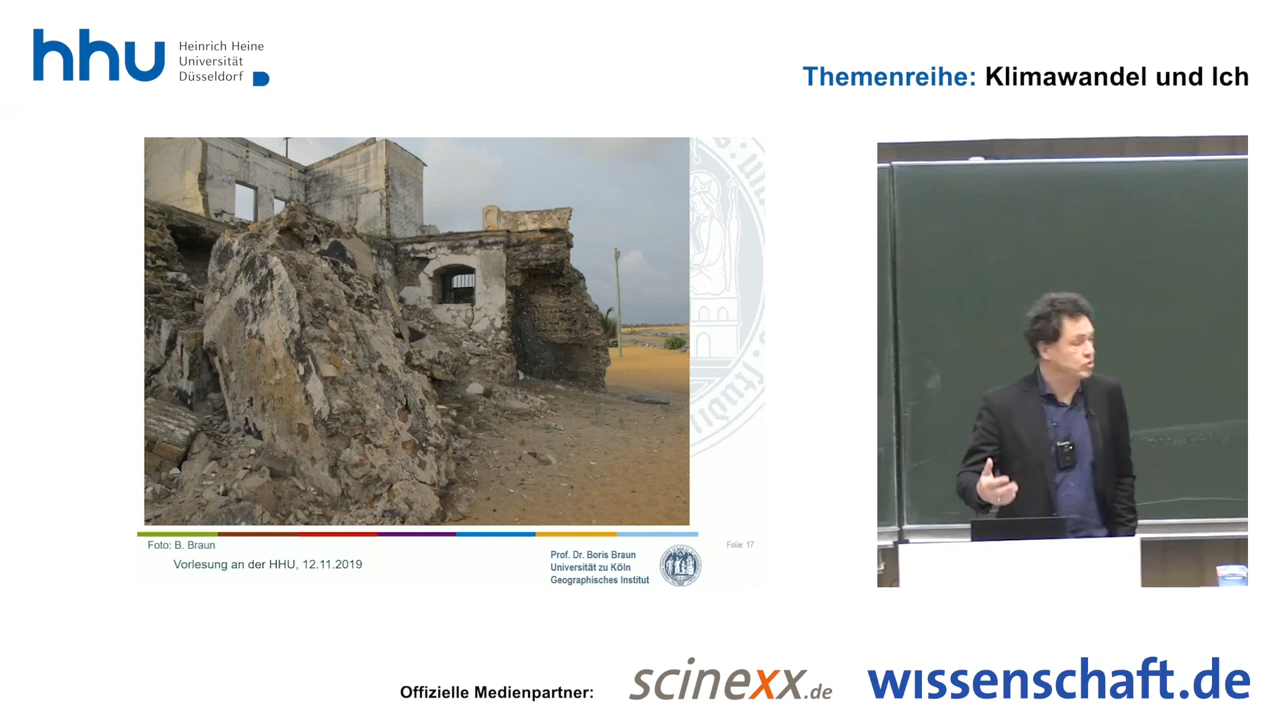 hhu Heinrich Heine
Universität
Düsseldorf
Themenreihe: Klimawandel und Ich
Foto: B. Braun
Vorlesung an der HHU, 12.11.2019
Prof. Dr. Boris Braun
Universität zu Köln
Geographisches Institut
Folie: 17
Offizielle Medienpartner:
scinexx.de
wissenschaft.de